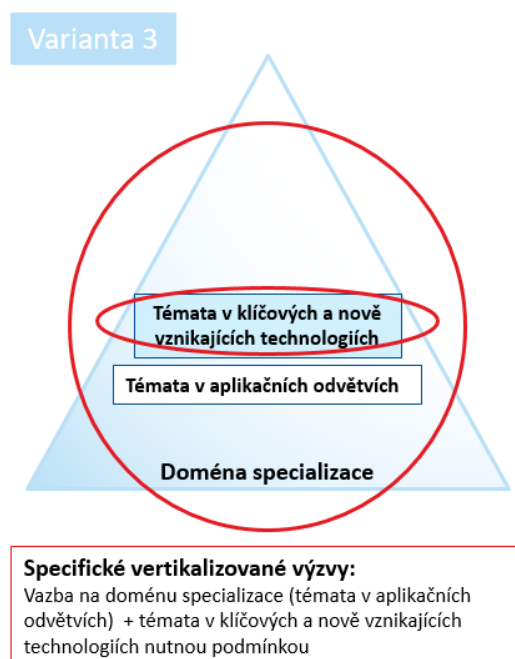 Varianta 3
Témata v klíčových a nově
vznikajících technologiích
Témata v aplikačních odvětvích
Doména specializace
Specifické vertikalizované výzvy:
Vazba na doménu specializace (témata v aplikačních
odvětvích) + témata v klíčových a nově vznikajících
technologiích nutnou podmínkou